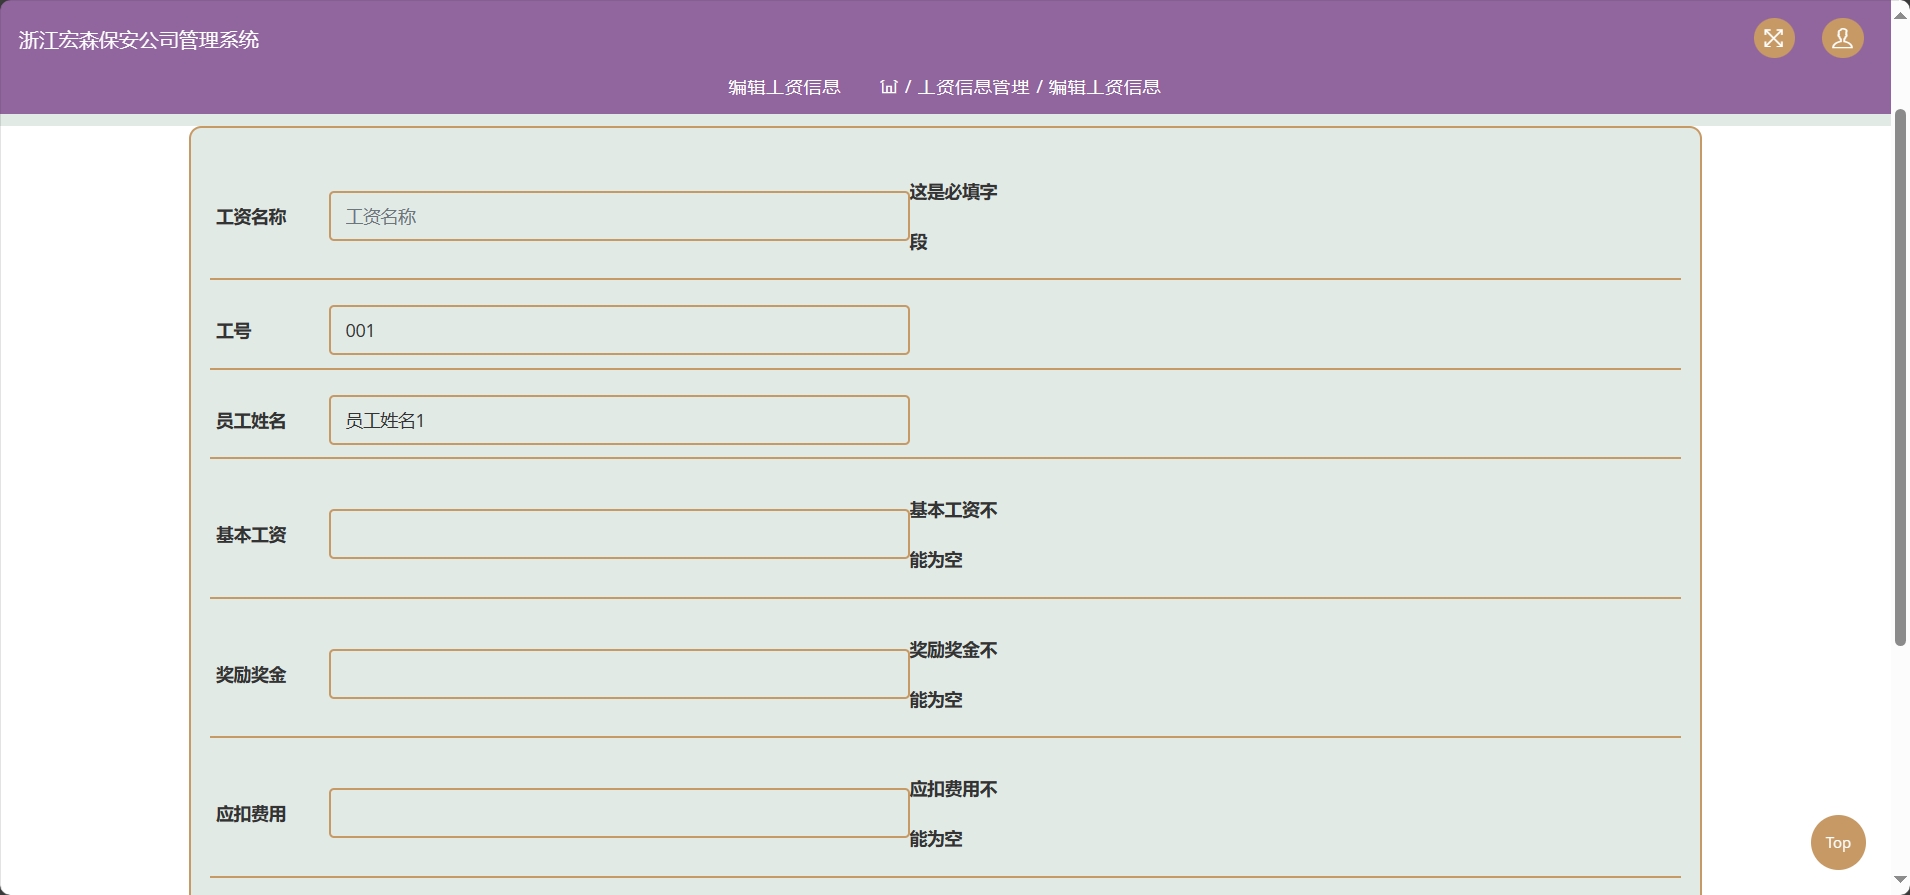 浙江宏森保安公司管理系统
编辑工资信息 / 工资信息管理 / 编辑工资信息
工资名称 工资名称 这是必填字
段
工号 001
员工姓名 员工姓名1
基本工资 基本工资不
能为空
奖励奖金 奖励奖金不
能为空
应扣费用 应扣费用不
能为空
Top